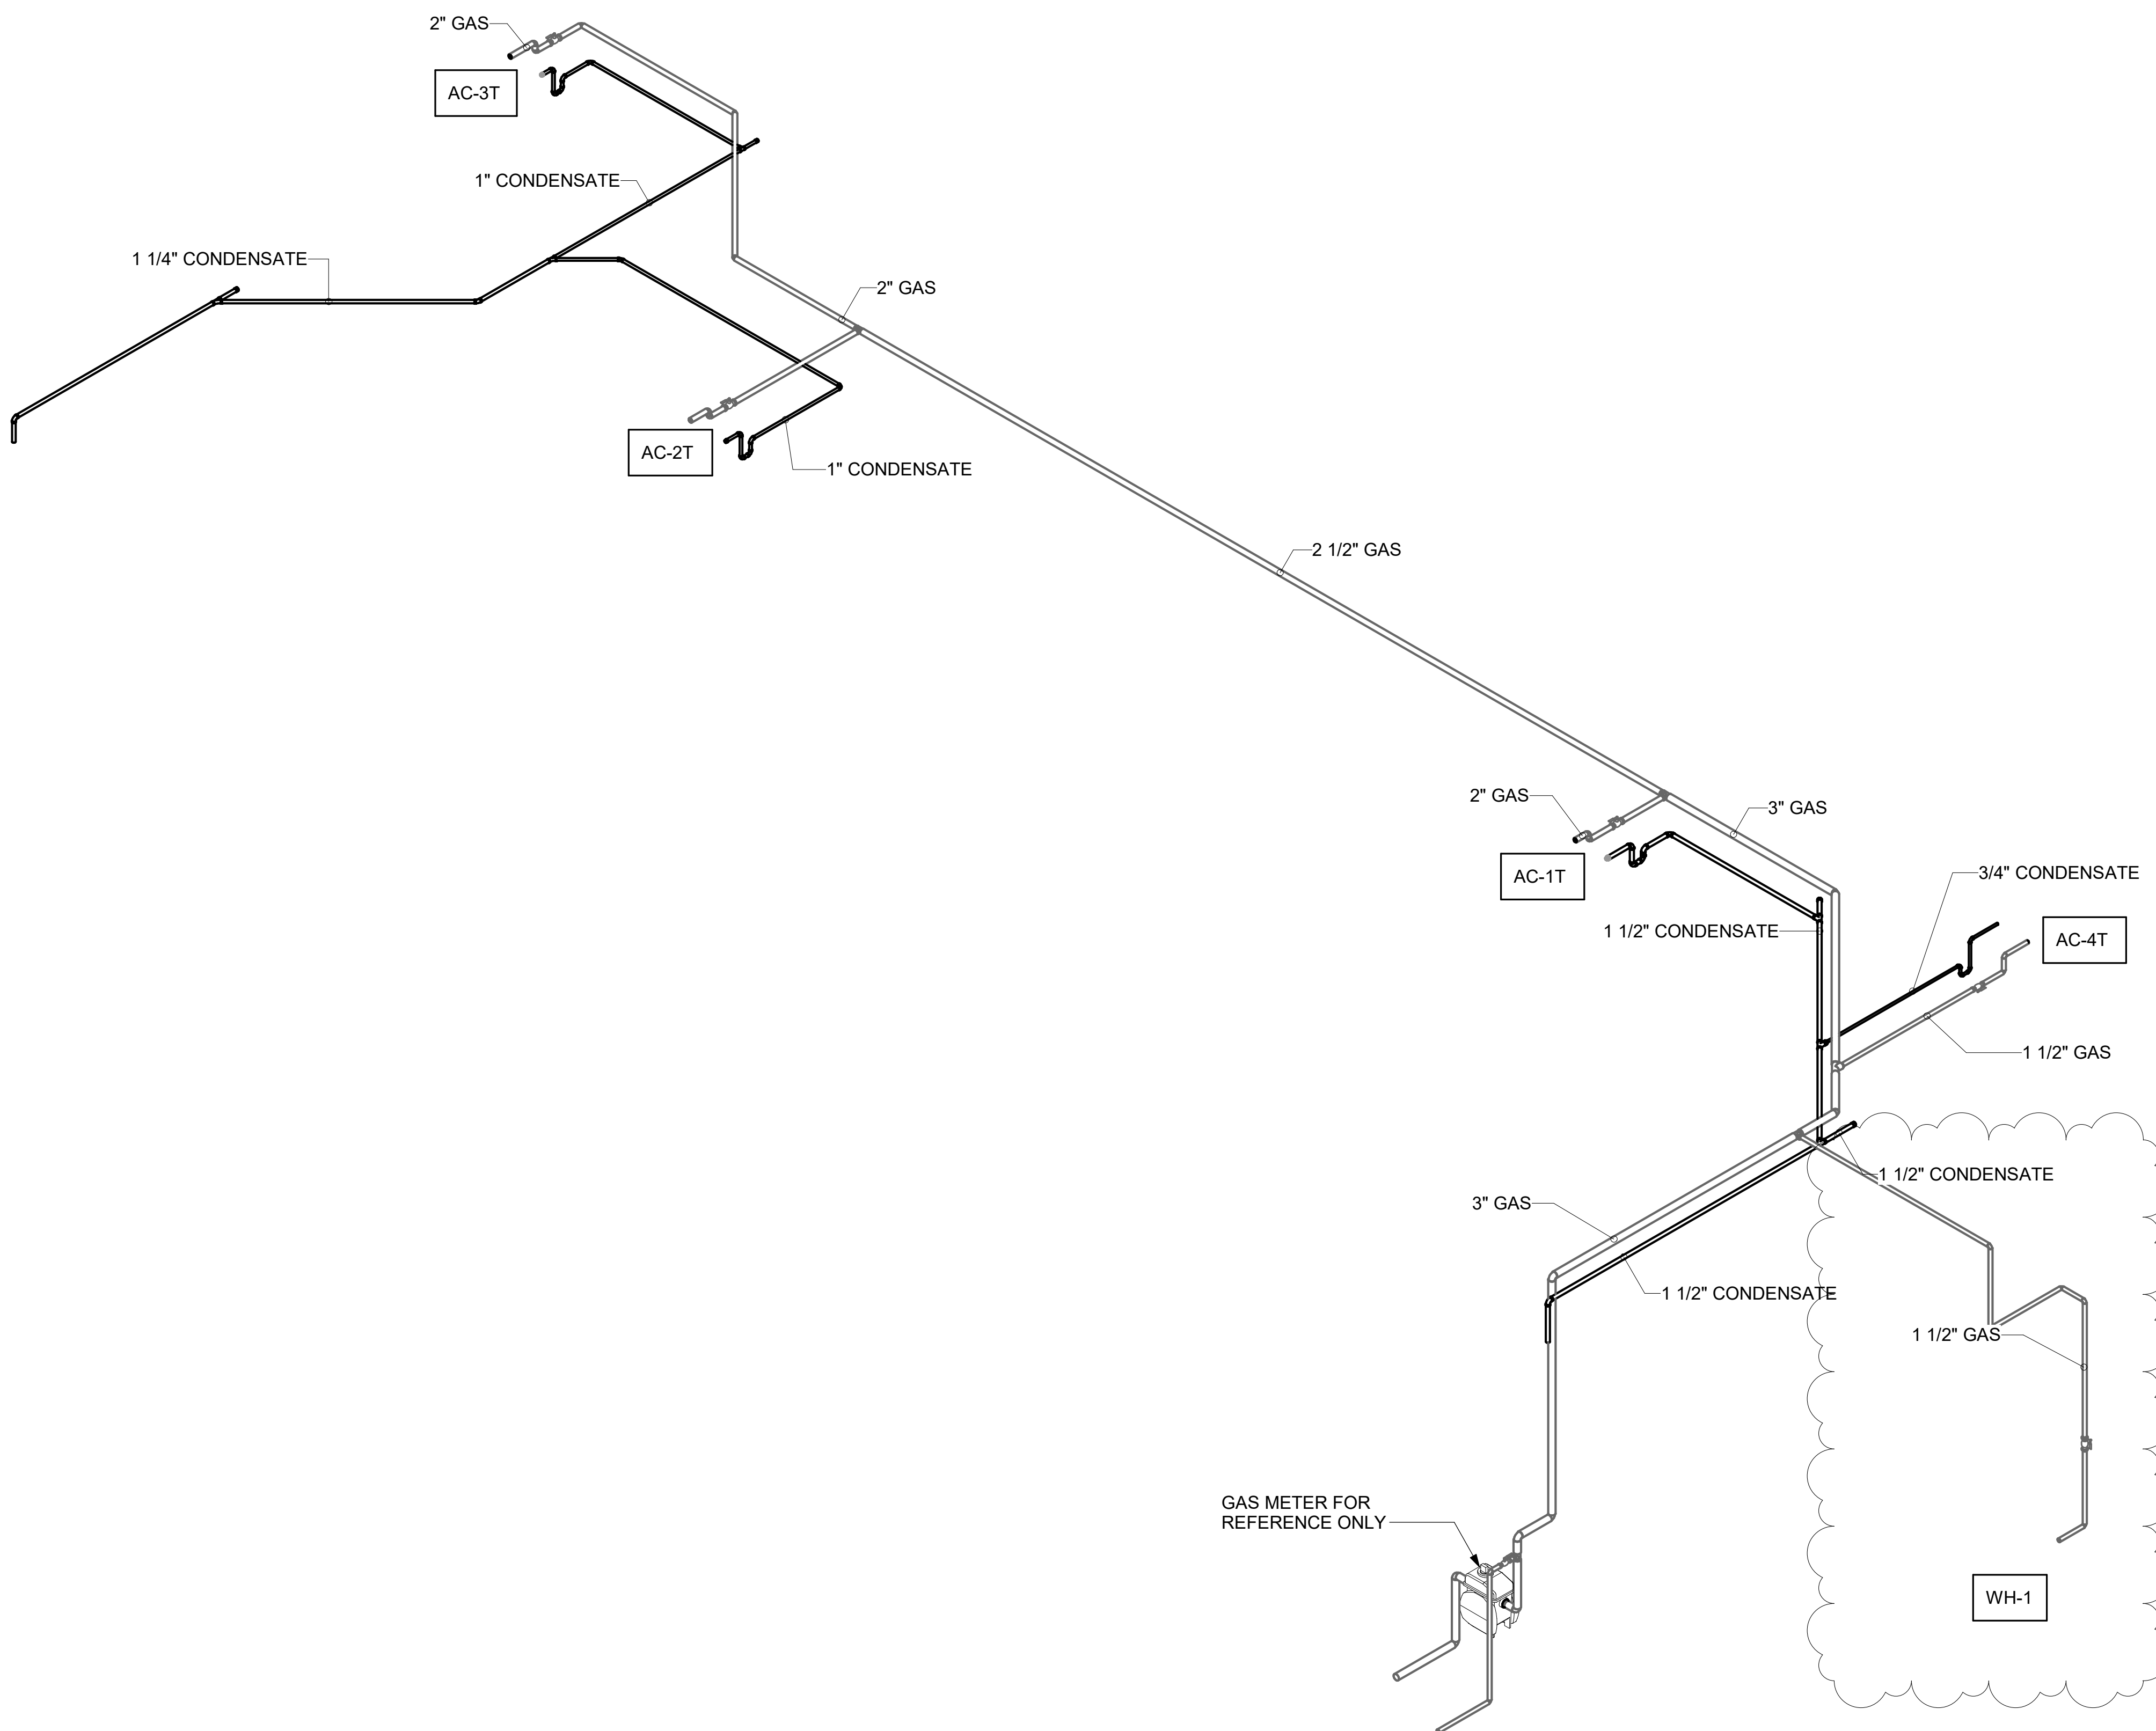 2" GAS
AC-3T
1" CONDENSATE
1 1/4" CONDENSATE
2" GAS
AC-2T
1" CONDENSATE
2 1/2" GAS
2" GAS
3" GAS
AC-1T
3/4" CONDENSATE
1 1/2" CONDENSATE
AC-4T
1 1/2" GAS
1 1/2" CONDENSATE
3" GAS
1 1/2" CONDENSATE
1 1/2" GAS
GAS METER FOR
REFERENCE ONLY
WH-1